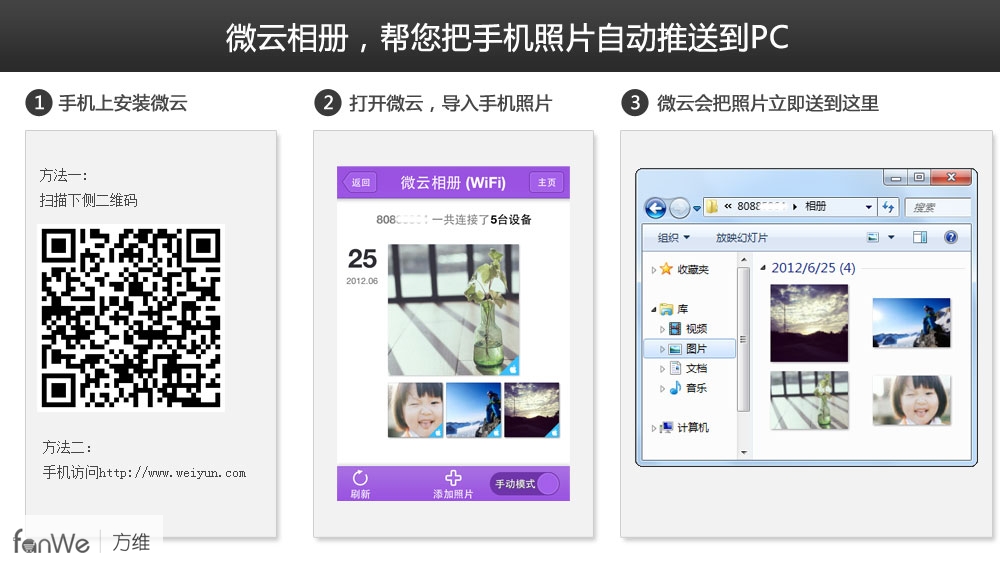 微云相册，帮您把手机照片自动推送到PC
1 手机上安装微云
方法一：
扫描下侧二维码
方法二：
手机访问http://www.weiyun.com
2 打开微云，导入手机照片
返回 微云相册 (WiFi) 主页
8088 一共连接了5台设备
25
2012.06
刷新 添加照片 手动模式
3 微云会把照片立即送到这里
« 8088 相册 搜索
组织 放映幻灯片
收藏夹
库
视频
图片
文档
音乐
计算机
2012/6/25 (4)
fanWe 方维